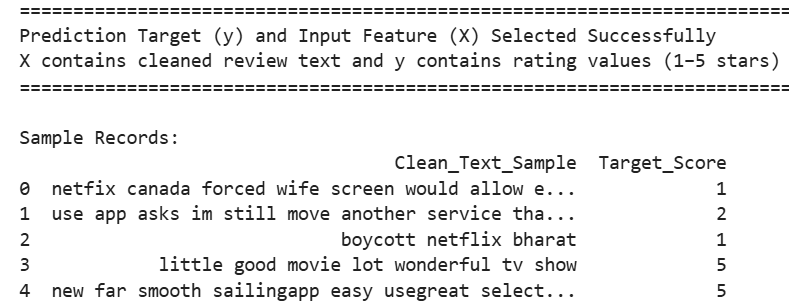 ================================================================================
Prediction Target (y) and Input Feature (X) Selected Successfully
X contains cleaned review text and y contains rating values (1–5 stars)
================================================================================
Sample Records:
Clean_Text_Sample Target_Score
0 netfix canada forced wife screen would allow e... 1
1 use app asks im still move another service tha... 2
2 boycott netflix bharat 1
3 little good movie lot wonderful tv show 5
4 new far smooth sailingapp easy usegreat select... 5